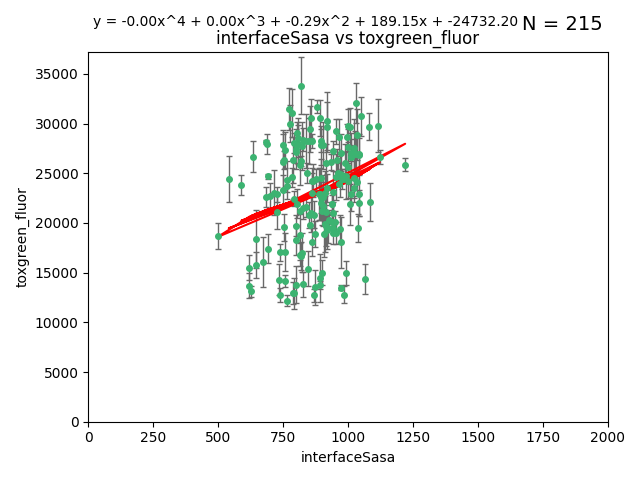 y = -0.00x^4 + 0.00x^3 + -0.29x^2 + 189.15x + -24732.20
N = 215
interfaceSasa vs toxgreen_fluor
35000
30000
25000
20000
15000
10000
5000
0
toxgreen_fluor
0 250 500 750 1000 1250 1500 1750 2000
interfaceSasa